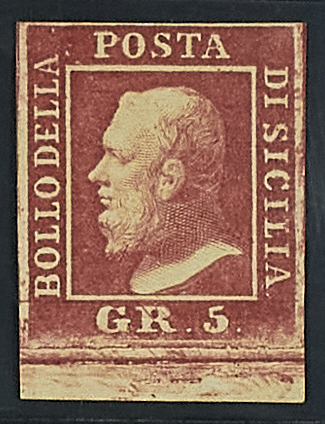 POSTA
BOLLO DELLA
DI SICILIA
GR. 5.